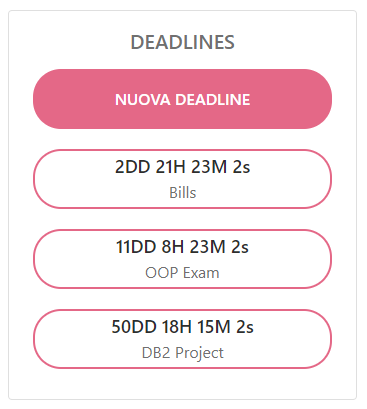 DEADLINES
NUOVA DEADLINE
2DD 21H 23M 2s
Bills
11DD 8H 23M 2s
OOP Exam
50DD 18H 15M 2s
DB2 Project